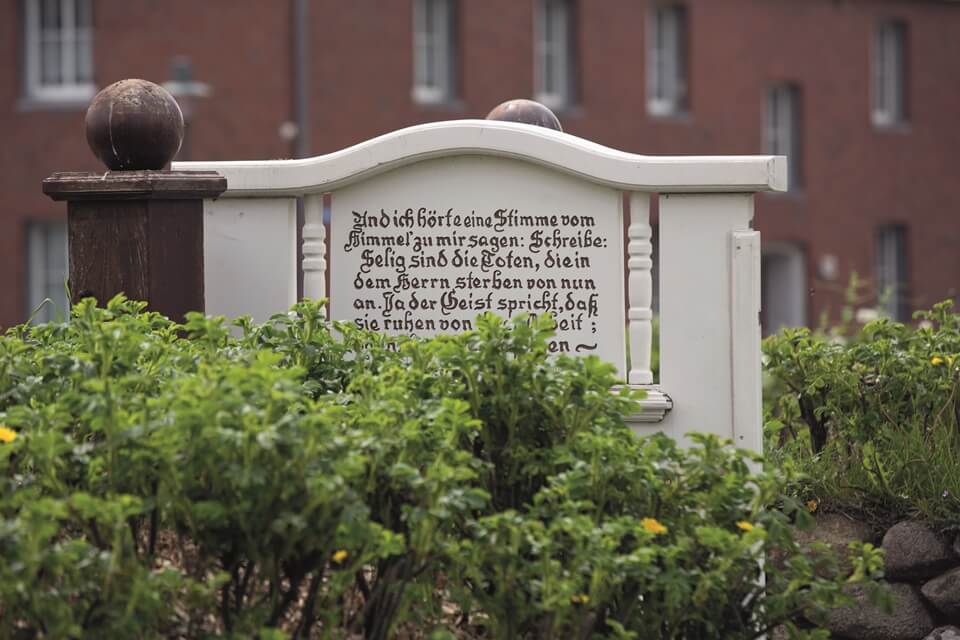 Und ich hörte eine Stimme vom
Himmel zu mir sagen: Schreibe:
Selig sind die Toten, die in
dem Herrn sterben von nun
an. Ja der Geist spricht, daß
sie ruhen von ;
~